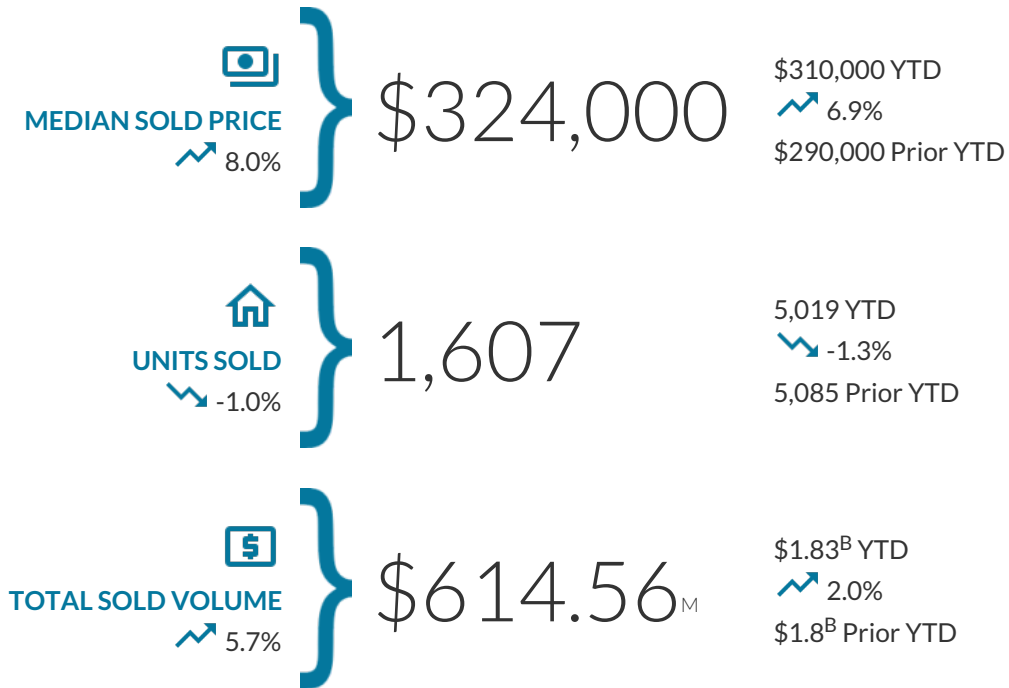 MEDIAN SOLD PRICE
8.0%
$324,000
$310,000 YTD
6.9%
$290,000 Prior YTD
UNITS SOLD
-1.0%
1,607
5,019 YTD
-1.3%
5,085 Prior YTD
$
TOTAL SOLD VOLUME
5.7%
$614.56M
$1.83B YTD
2.0%
$1.8B Prior YTD